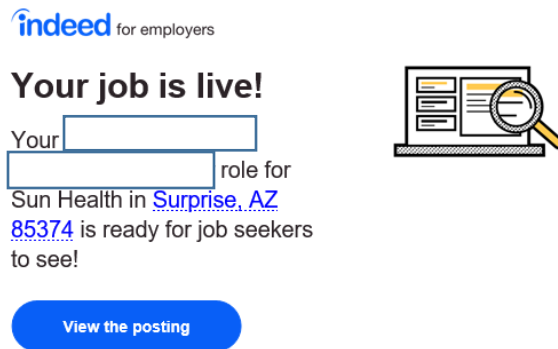 indeed for employers
Your job is live!
Your
role for
Sun Health in Surprise, AZ
85374 is ready for job seekers
to see!
View the posting